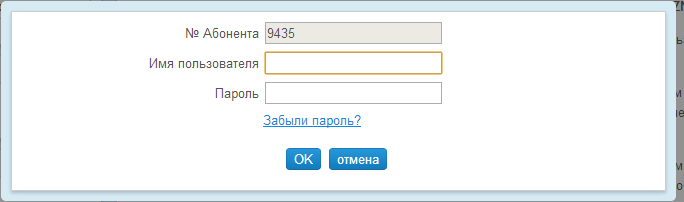 № Абонента 9435
Имя пользователя
Пароль
Забыли пароль?
OK отмена